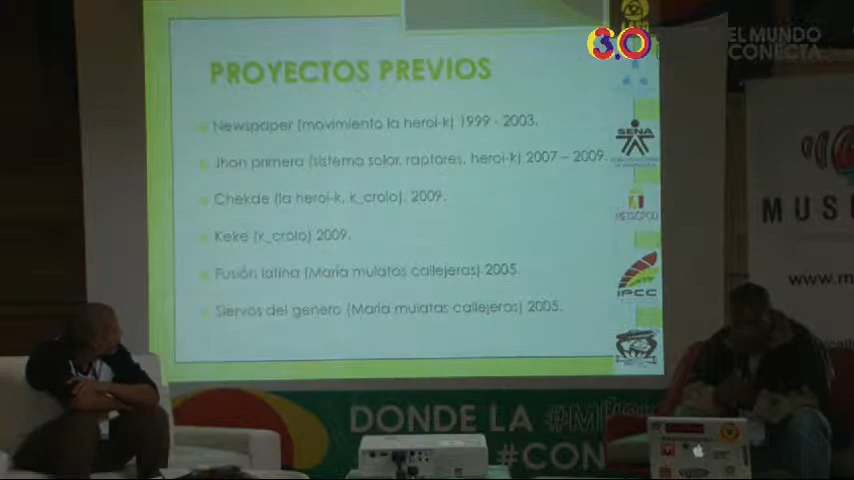 3.0
EL MUNDO
CONECTA
PROYECTOS PREVIOS
Newspaper (movimiento la heroi-k) 1999 - 2003.
Jhon primera (sistema solar, raptores, heroi-k) 2007 – 2009.
Chekde (la heroi-k, k_crolo). 2009.
Keke (k_crolo) 2009.
Fusión latina (María mulatas callejeras) 2005.
Siervos del genero (María mulatas callejeras) 2005.
SENA
IPCC
MUS
www.m
DONDE LA
#CON